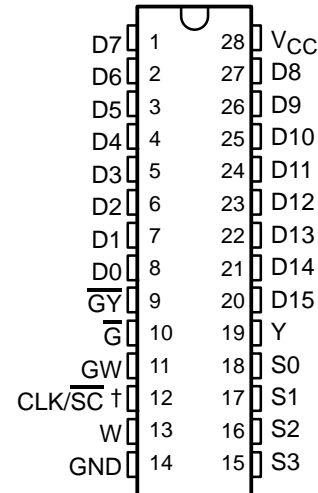 D7 1 28 VCC
D6 2 27 D8
D5 3 26 D9
D4 4 25 D10
D3 5 24 D11
D2 6 23 D12
D1 7 22 D13
D0 8 21 D14
G̅Y̅ 9 20 D15
G̅ 10 19 Y
GW 11 18 S0
CLK/S̅C̅ † 12 17 S1
W 13 16 S2
GND 14 15 S3